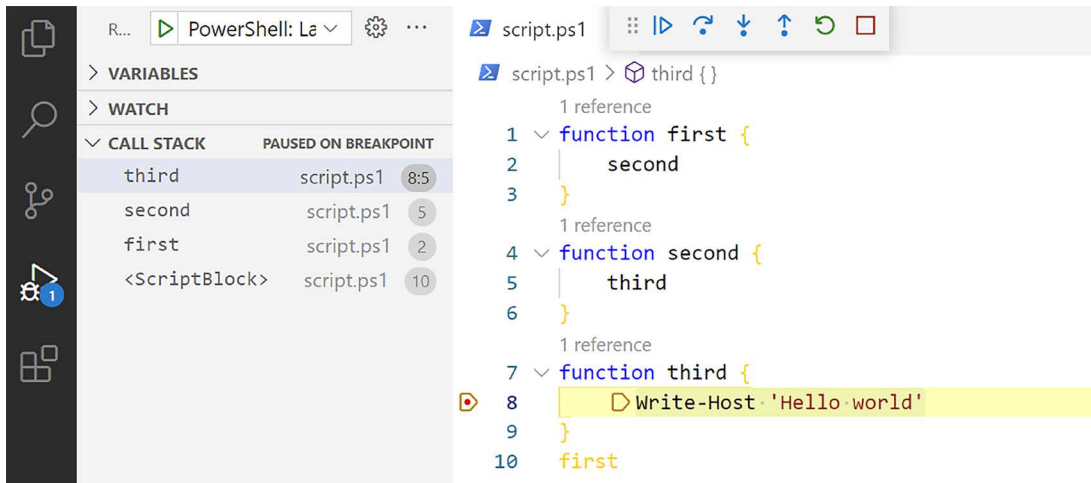 R... PowerShell: La
VARIABLES
WATCH
CALL STACK PAUSED ON BREAKPOINT
third script.ps1 8:5
second script.ps1 5
first script.ps1 2
<ScriptBlock> script.ps1 10
1
script.ps1
script.ps1 > third { }
1 reference
1 function first {
2 second
3 }
1 reference
4 function second {
5 third
6 }
1 reference
7 function third {
8 Write-Host 'Hello world'
9 }
10 first